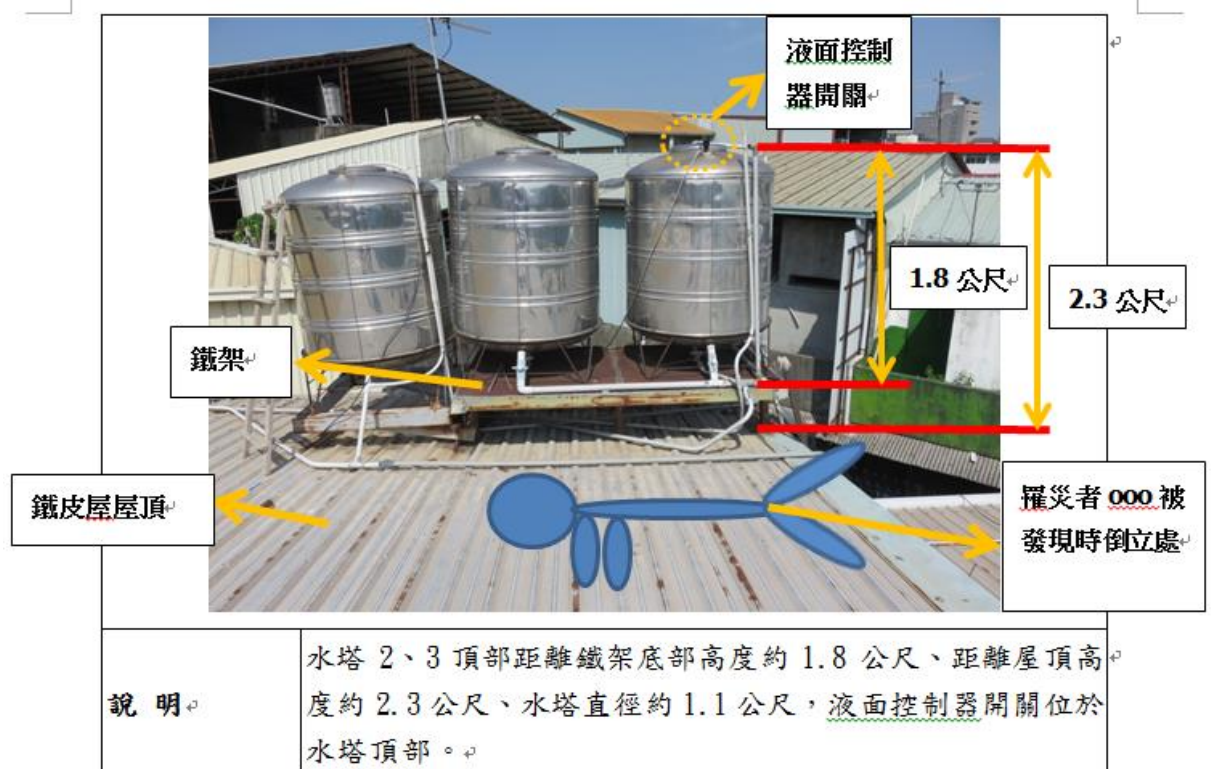 液面控制
器開關
1.8 公尺
2.3 公尺
鐵架
鐵皮屋屋頂
罹災者 OOO 被
發現時倒立處
說 明
水塔 2、3 頂部距離鐵架底部高度約 1.8 公尺、距離屋頂高
度約 2.3 公尺、水塔直徑約 1.1 公尺，液面控制器開關位於
水塔頂部。